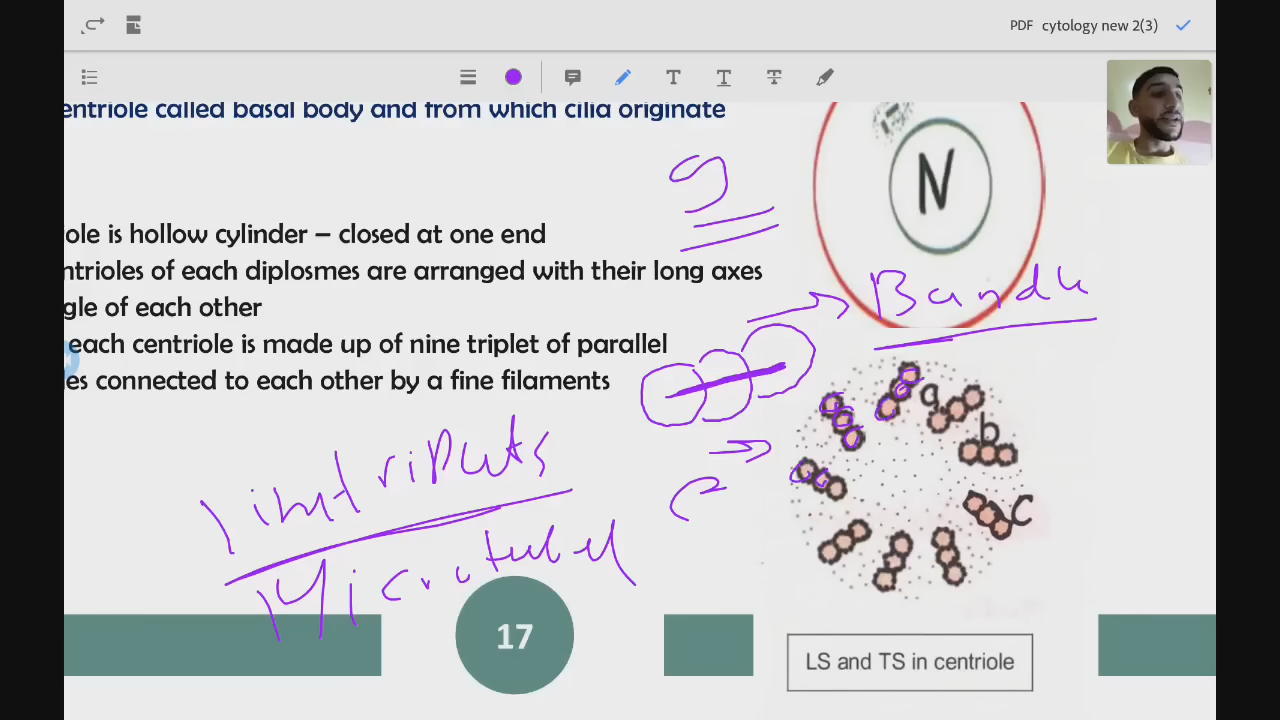 PDF cytology new 2(3)
entriole called basal body and from which cilia originate
N
9
ole is hollow cylinder – closed at one end
ntrioles of each diplosmes are arranged with their long axes
gle of each other
each centriole is made up of nine triplet of parallel
es connected to each other by a fine filaments
a
b
c
17
LS and TS in centriole